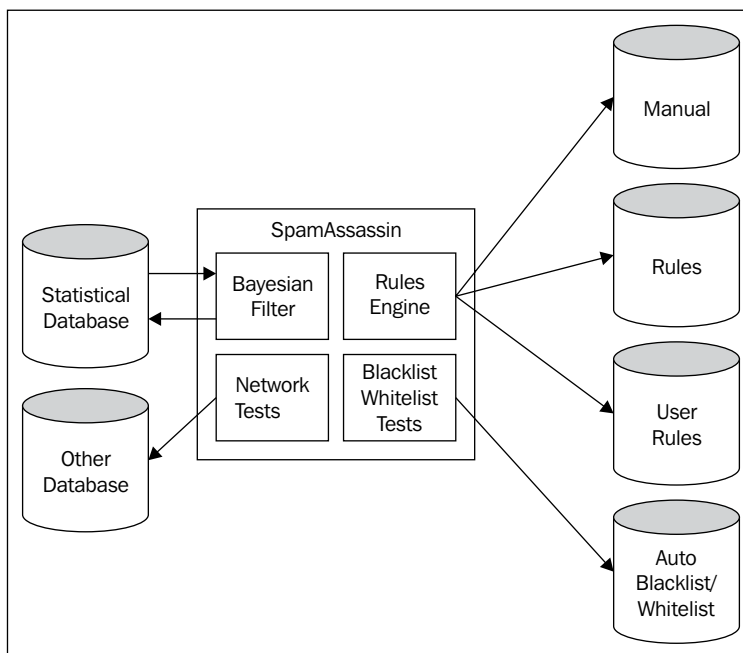 SpamAssassin
Statistical
Database
Bayesian
Filter
Rules
Engine
Network
Tests
Blacklist
Whitelist
Tests
Other
Database
Manual
Rules
User
Rules
Auto
Blacklist/
Whitelist